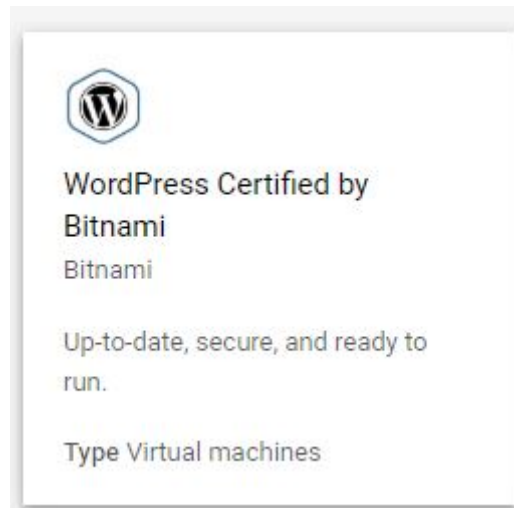 WordPress Certified by
Bitnami
Bitnami
Up-to-date, secure, and ready to
run.
Type Virtual machines